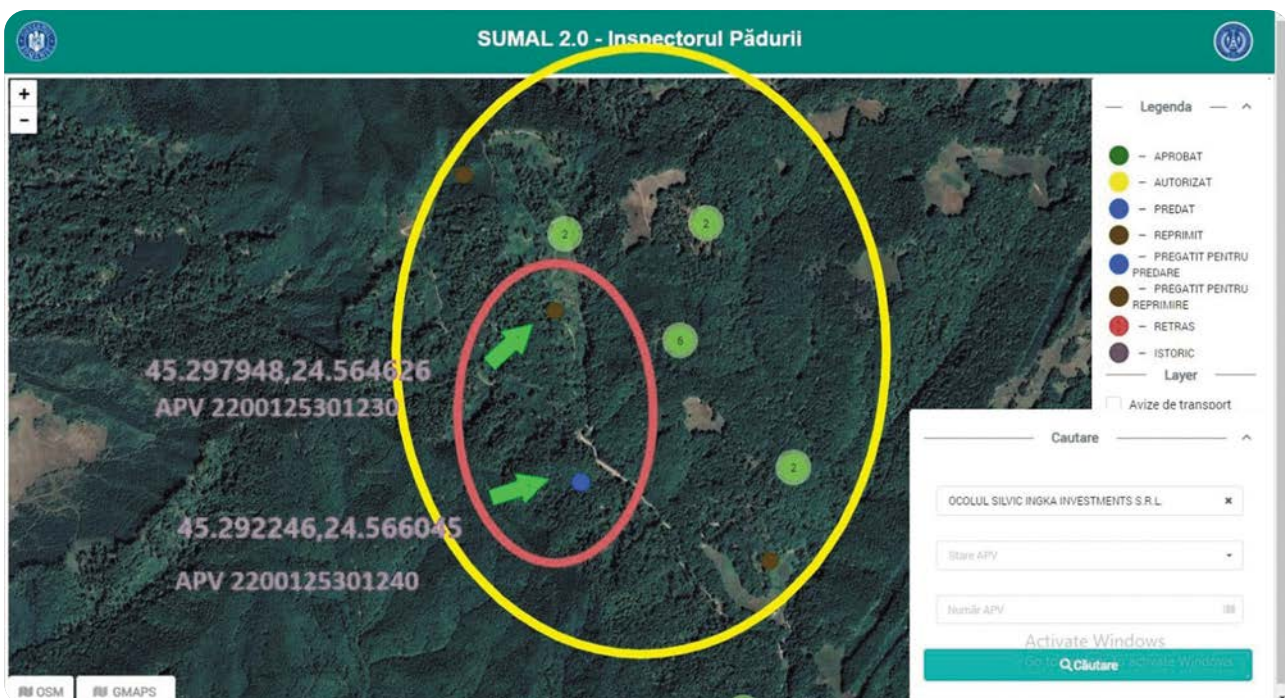 SUMAL 2.0 - Inspectorul Pădurii
+
−
2
2
6
2
45.297948,24.564626
APV 2200125301230
45.292246,24.566045
APV 2200125301240
Legenda
– APROBAT
– AUTORIZAT
– PREDAT
– REPRIMIT
– PREGATIT PENTRU
PREDARE
– PREGATIT PENTRU
REPRIMIRE
– RETRAS
– ISTORIC
Layer
Avize de transport
Cautare
OCOLUL SILVIC INGKA INVESTMENTS S.R.L.
Stare APV
Număr APV
Activate Windows
Căutare
OSM
GMAPS